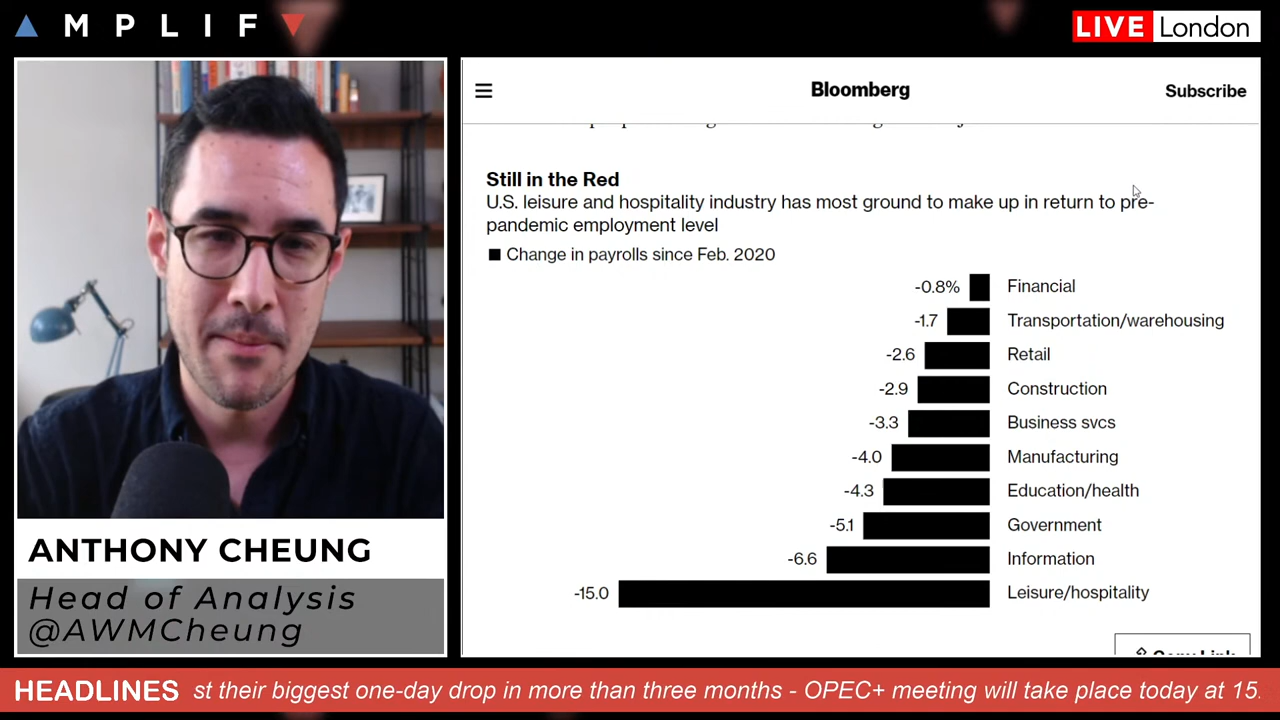 MPLIF
LIVE London
☰
Bloomberg
Subscribe
Still in the Red
U.S. leisure and hospitality industry has most ground to make up in return to pre-
pandemic employment level
■ Change in payrolls since Feb. 2020
-0.8% Financial
-1.7 Transportation/warehousing
-2.6 Retail
-2.9 Construction
-3.3 Business svcs
-4.0 Manufacturing
-4.3 Education/health
-5.1 Government
-6.6 Information
-15.0 Leisure/hospitality
ANTHONY CHEUNG
Head of Analysis
@AWMCheung
HEADLINES st their biggest one-day drop in more than three months - OPEC+ meeting will take place today at 15